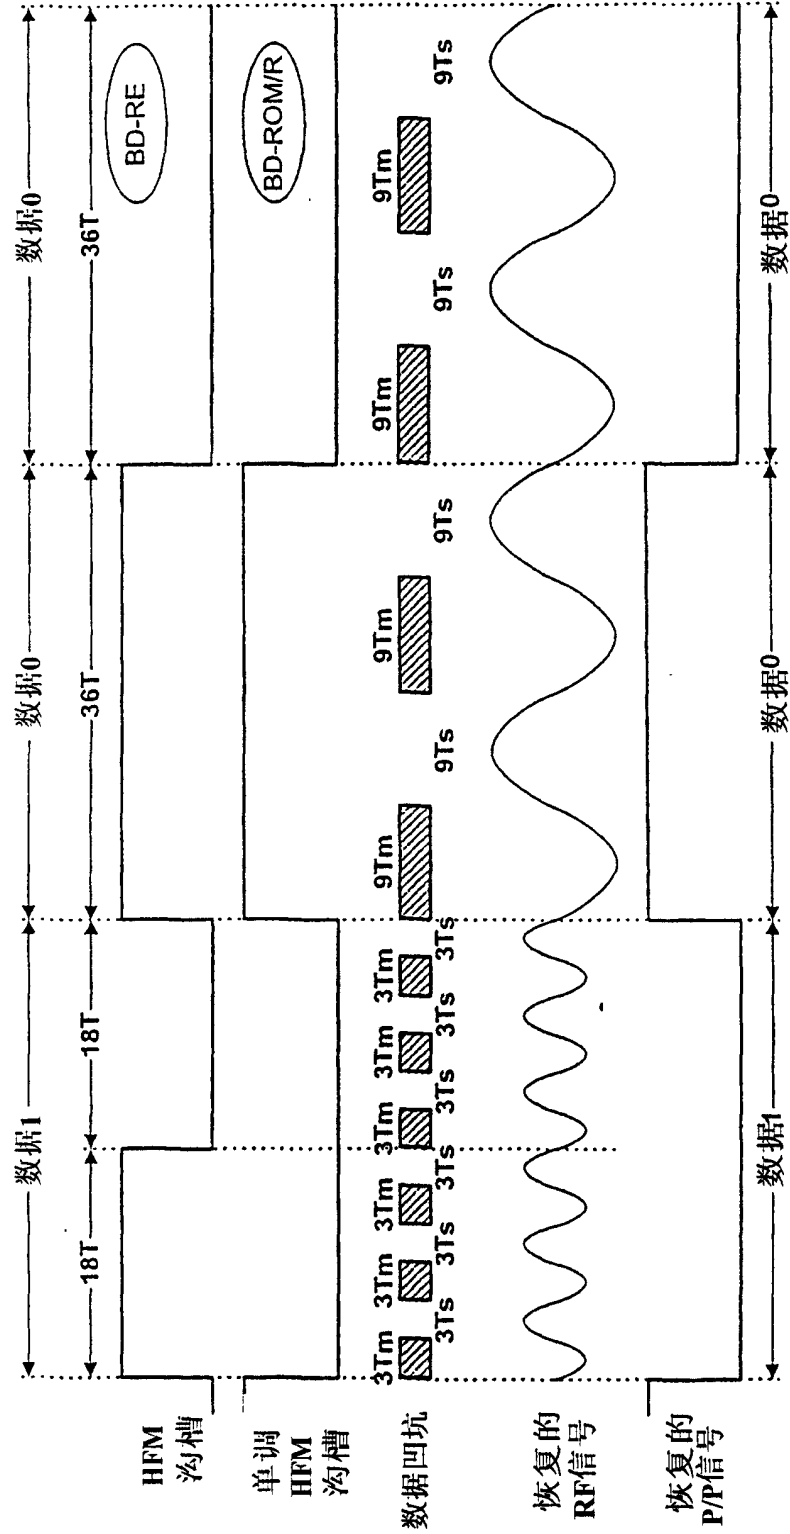 数据1 数据0 数据0
18T 18T 36T 36T
HFM
沟槽
BD-RE
单调
HFM
沟槽
BD-ROM/R
3Tm 3Tm 3Tm 3Tm 3Tm 3Tm 9Tm 9Tm 9Tm 9Tm
数据凹坑
3Ts 3Ts 3Ts 3Ts 3Ts 3Ts 9Ts 9Ts 9Ts 9Ts
恢复的
RF信号
恢复的
P/P信号
数据1 数据0 数据0